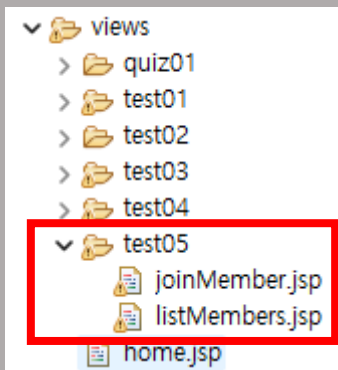 views
quiz01
test01
test02
test03
test04
test05
joinMember.jsp
listMembers.jsp
home.jsp